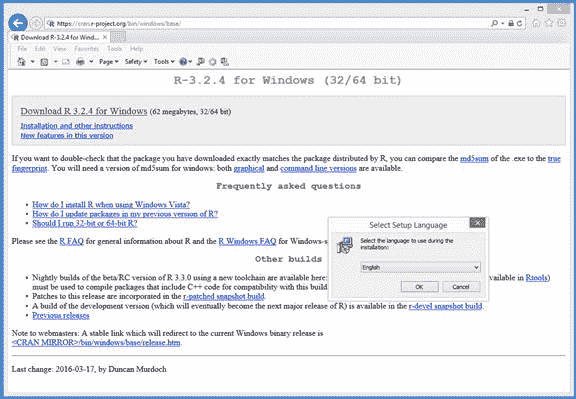 https://cran.r-project.org/bin/windows/base/
Download R-3.2.4 for Wind...
File Edit View Favorites Tools Help
Page Safety Tools
R-3.2.4 for Windows (32/64 bit)
Download R 3.2.4 for Windows (62 megabytes, 32/64 bit)
Installation and other instructions
New features in this version
If you want to double-check that the package you have downloaded exactly matches the package distributed by R, you can compare the md5sum of the .exe to the true
fingerprint. You will need a version of md5sum for windows: both graphical and command line versions are available.
Frequently asked questions
How do I install R when using Windows Vista?
How do I update packages in my previous version of R?
Should I run 32-bit or 64-bit R?
Please see the R FAQ for general information about R and the R Windows FAQ for Windows-s
Select Setup Language
Select the language to use during the
installation:
English
OK Cancel
Other builds
Nightly builds of the beta/RC version of R 3.3.0 using a new toolchain are available here: vailable in Rtools)
must be used to compile packages that include C++ code for compatibility with this build
Patches to this release are incorporated in the r-patched snapshot build.
A build of the development version (which will eventually become the next major release of R) is available in the r-devel snapshot build.
Previous releases
Note to webmasters: A stable link which will redirect to the current Windows binary release is
<CRAN MIRROR>/bin/windows/base/release.htm.
Last change: 2016-03-17, by Duncan Murdoch